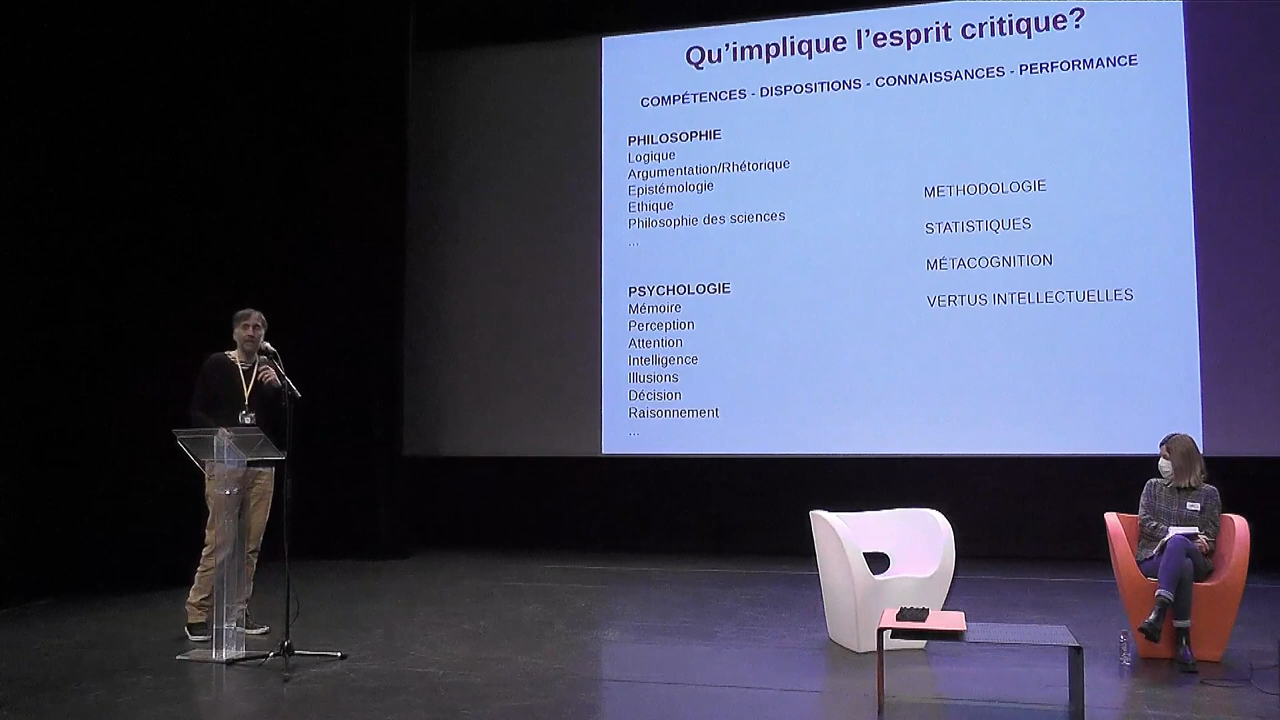 Qu'implique l'esprit critique?
COMPÉTENCES - DISPOSITIONS - CONNAISSANCES - PERFORMANCE
PHILOSOPHIE
Logique
Argumentation/Rhétorique
Epistémologie
Ethique
Philosophie des sciences
...
PSYCHOLOGIE
Mémoire
Perception
Attention
Intelligence
Illusions
Décision
Raisonnement
...
METHODOLOGIE
STATISTIQUES
MÉTACOGNITION
VERTUS INTELLECTUELLES